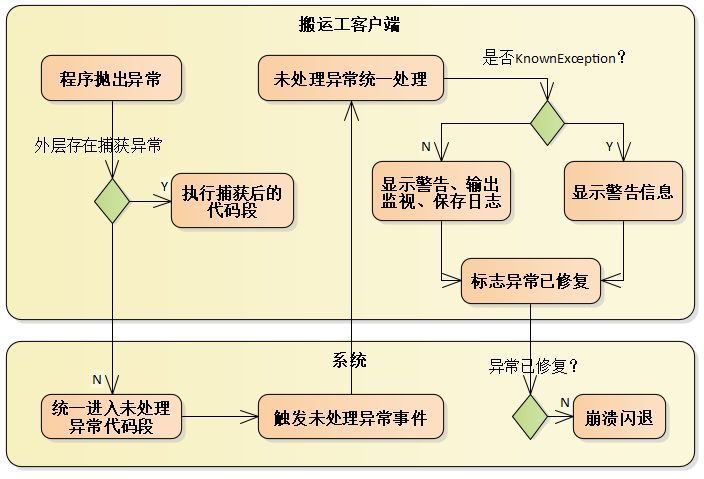 搬运工客户端
程序抛出异常
未处理异常统一处理
是否KnownException？
外层存在捕获异常
N
Y
Y
执行捕获后的
代码段
显示警告、输出
监视、保存日志
显示警告信息
标志异常已修复
系统
异常已修复？
N
统一进入未处理
异常代码段
触发未处理异常事件
N
崩溃闪退